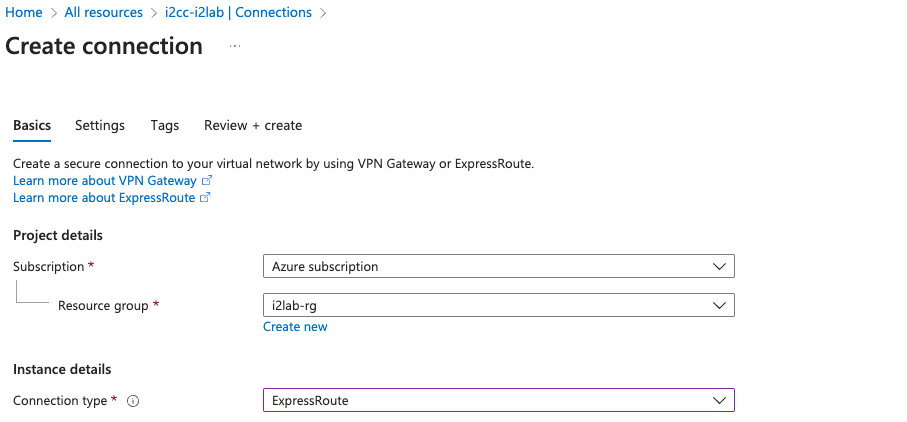 Home > All resources > i2cc-i2lab | Connections >
Create connection ...
Basics Settings Tags Review + create
Create a secure connection to your virtual network by using VPN Gateway or ExpressRoute.
Learn more about VPN Gateway
Learn more about ExpressRoute
Project details
Subscription * Azure subscription
Resource group * i2lab-rg
Create new
Instance details
Connection type * ExpressRoute